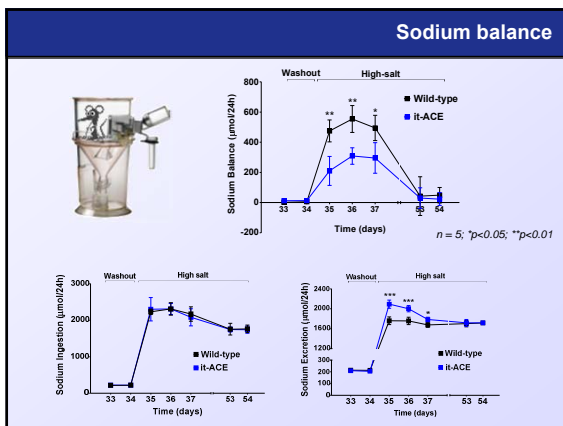 Sodium balance
Washout High-salt
800
600
400
200
0
-200
Sodium Balance (µmol/24h)
** ** *
Wild-type
it-ACE
33 34 35 36 37 53 54
Time (days)
n = 5; *p<0.05; **p<0.01
Washout High salt
3000
2000
1000
0
Sodium Ingestion (µmol/24h)
Wild-type
it-ACE
33 34 35 36 37 53 54
Time (days)
Washout High salt
2400
2000
1600
1200
300
200
100
0
Sodium Excretion (µmol/24h)
*** *** *
Wild-type
it-ACE
33 34 35 36 37 53 54
Time (days)